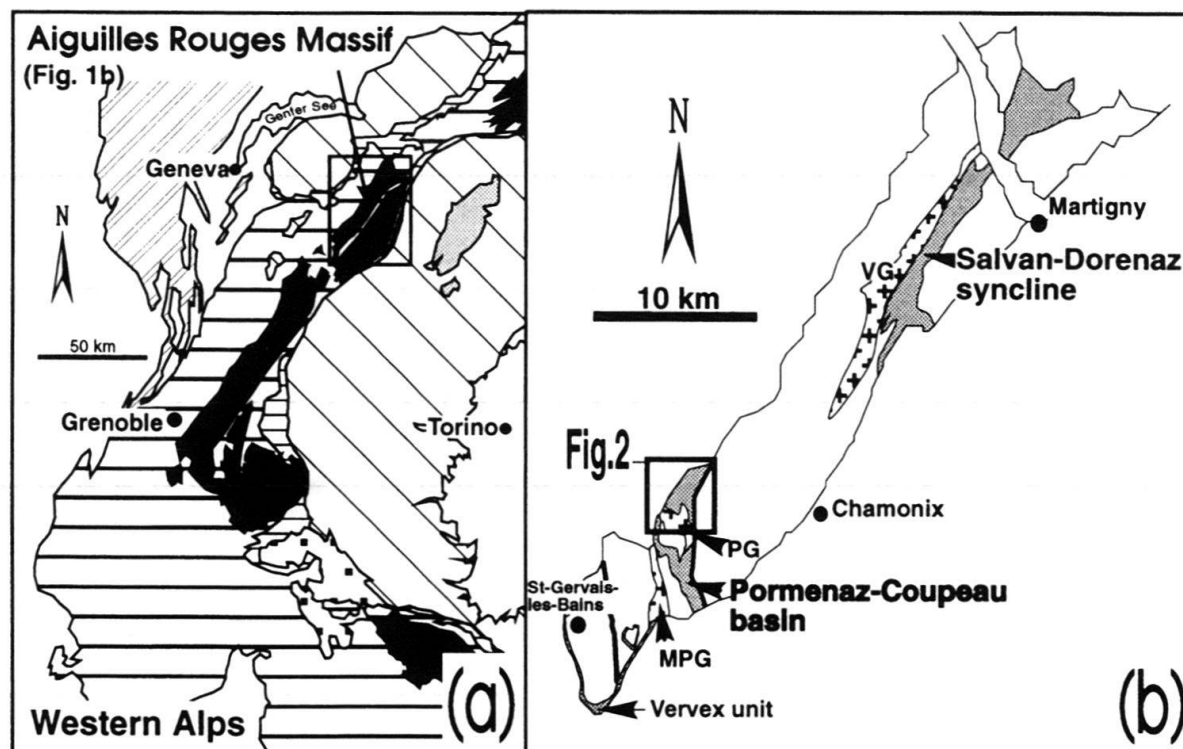 Aiguilles Rouges Massif
(Fig. 1b)
Genfer See
Geneva
N
50 km
Grenoble
Torino
Western Alps
(a)
N
10 km
Martigny
VG
Salvan-Dorenaz
syncline
Fig.2
Chamonix
PG
St-Gervais-
les-Bains
Pormenaz-Coupeau
basin
MPG
Vervex unit
(b)